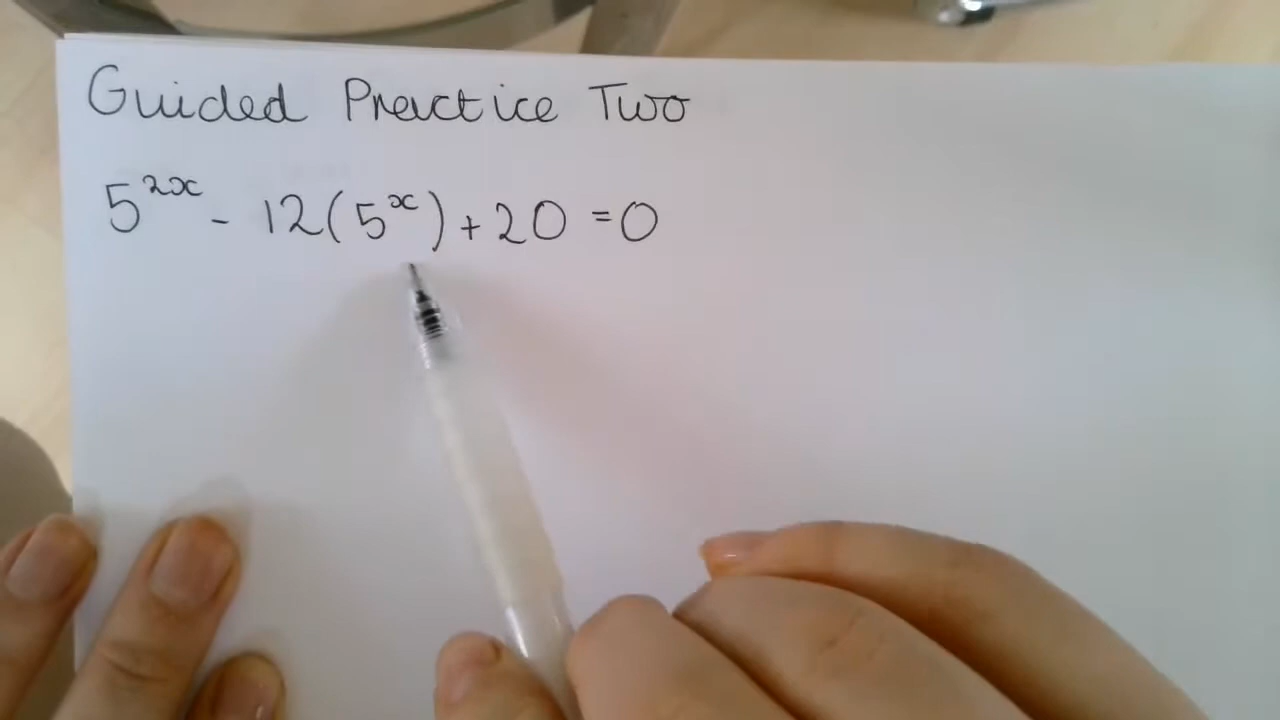 Guided Practice Two
5^{2x} - 12(5^x) + 20 = 0